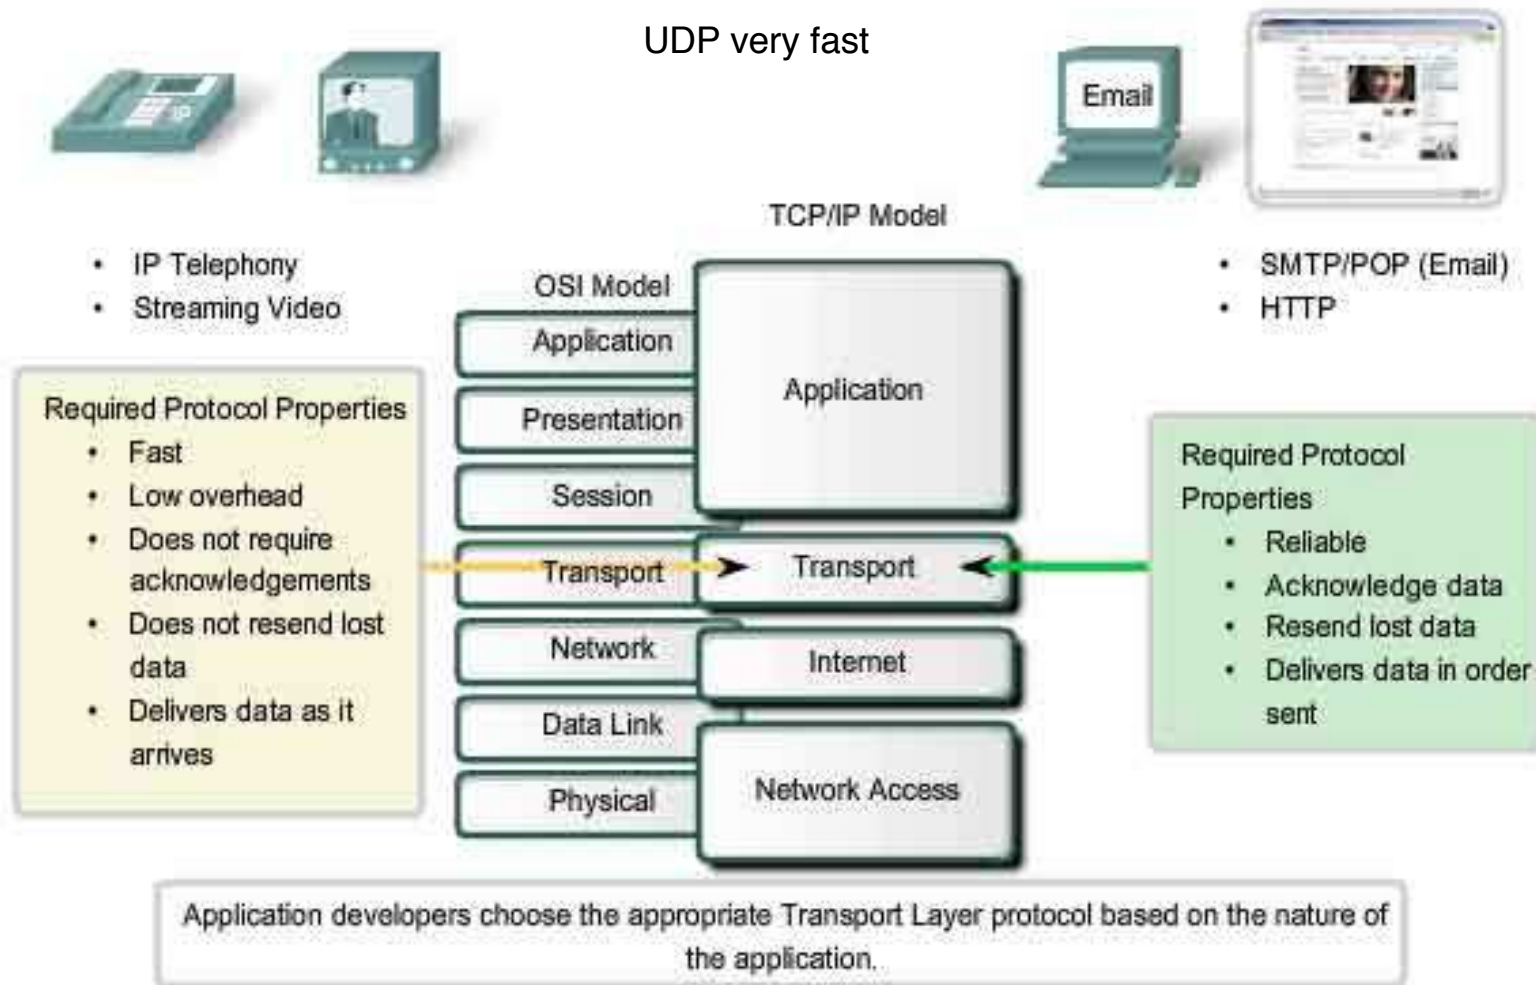 UDP very fast
Email
IP
TCP/IP Model
• IP Telephony
• Streaming Video
OSI Model
• SMTP/POP (Email)
• HTTP
Application
Presentation
Session
Transport
Network
Data Link
Physical
Application
Transport
Internet
Network Access
Required Protocol Properties
• Fast
• Low overhead
• Does not require
acknowledgements
• Does not resend lost
data
• Delivers data as it
arrives
Required Protocol
Properties
• Reliable
• Acknowledge data
• Resend lost data
• Delivers data in order
sent
Application developers choose the appropriate Transport Layer protocol based on the nature of
the application.